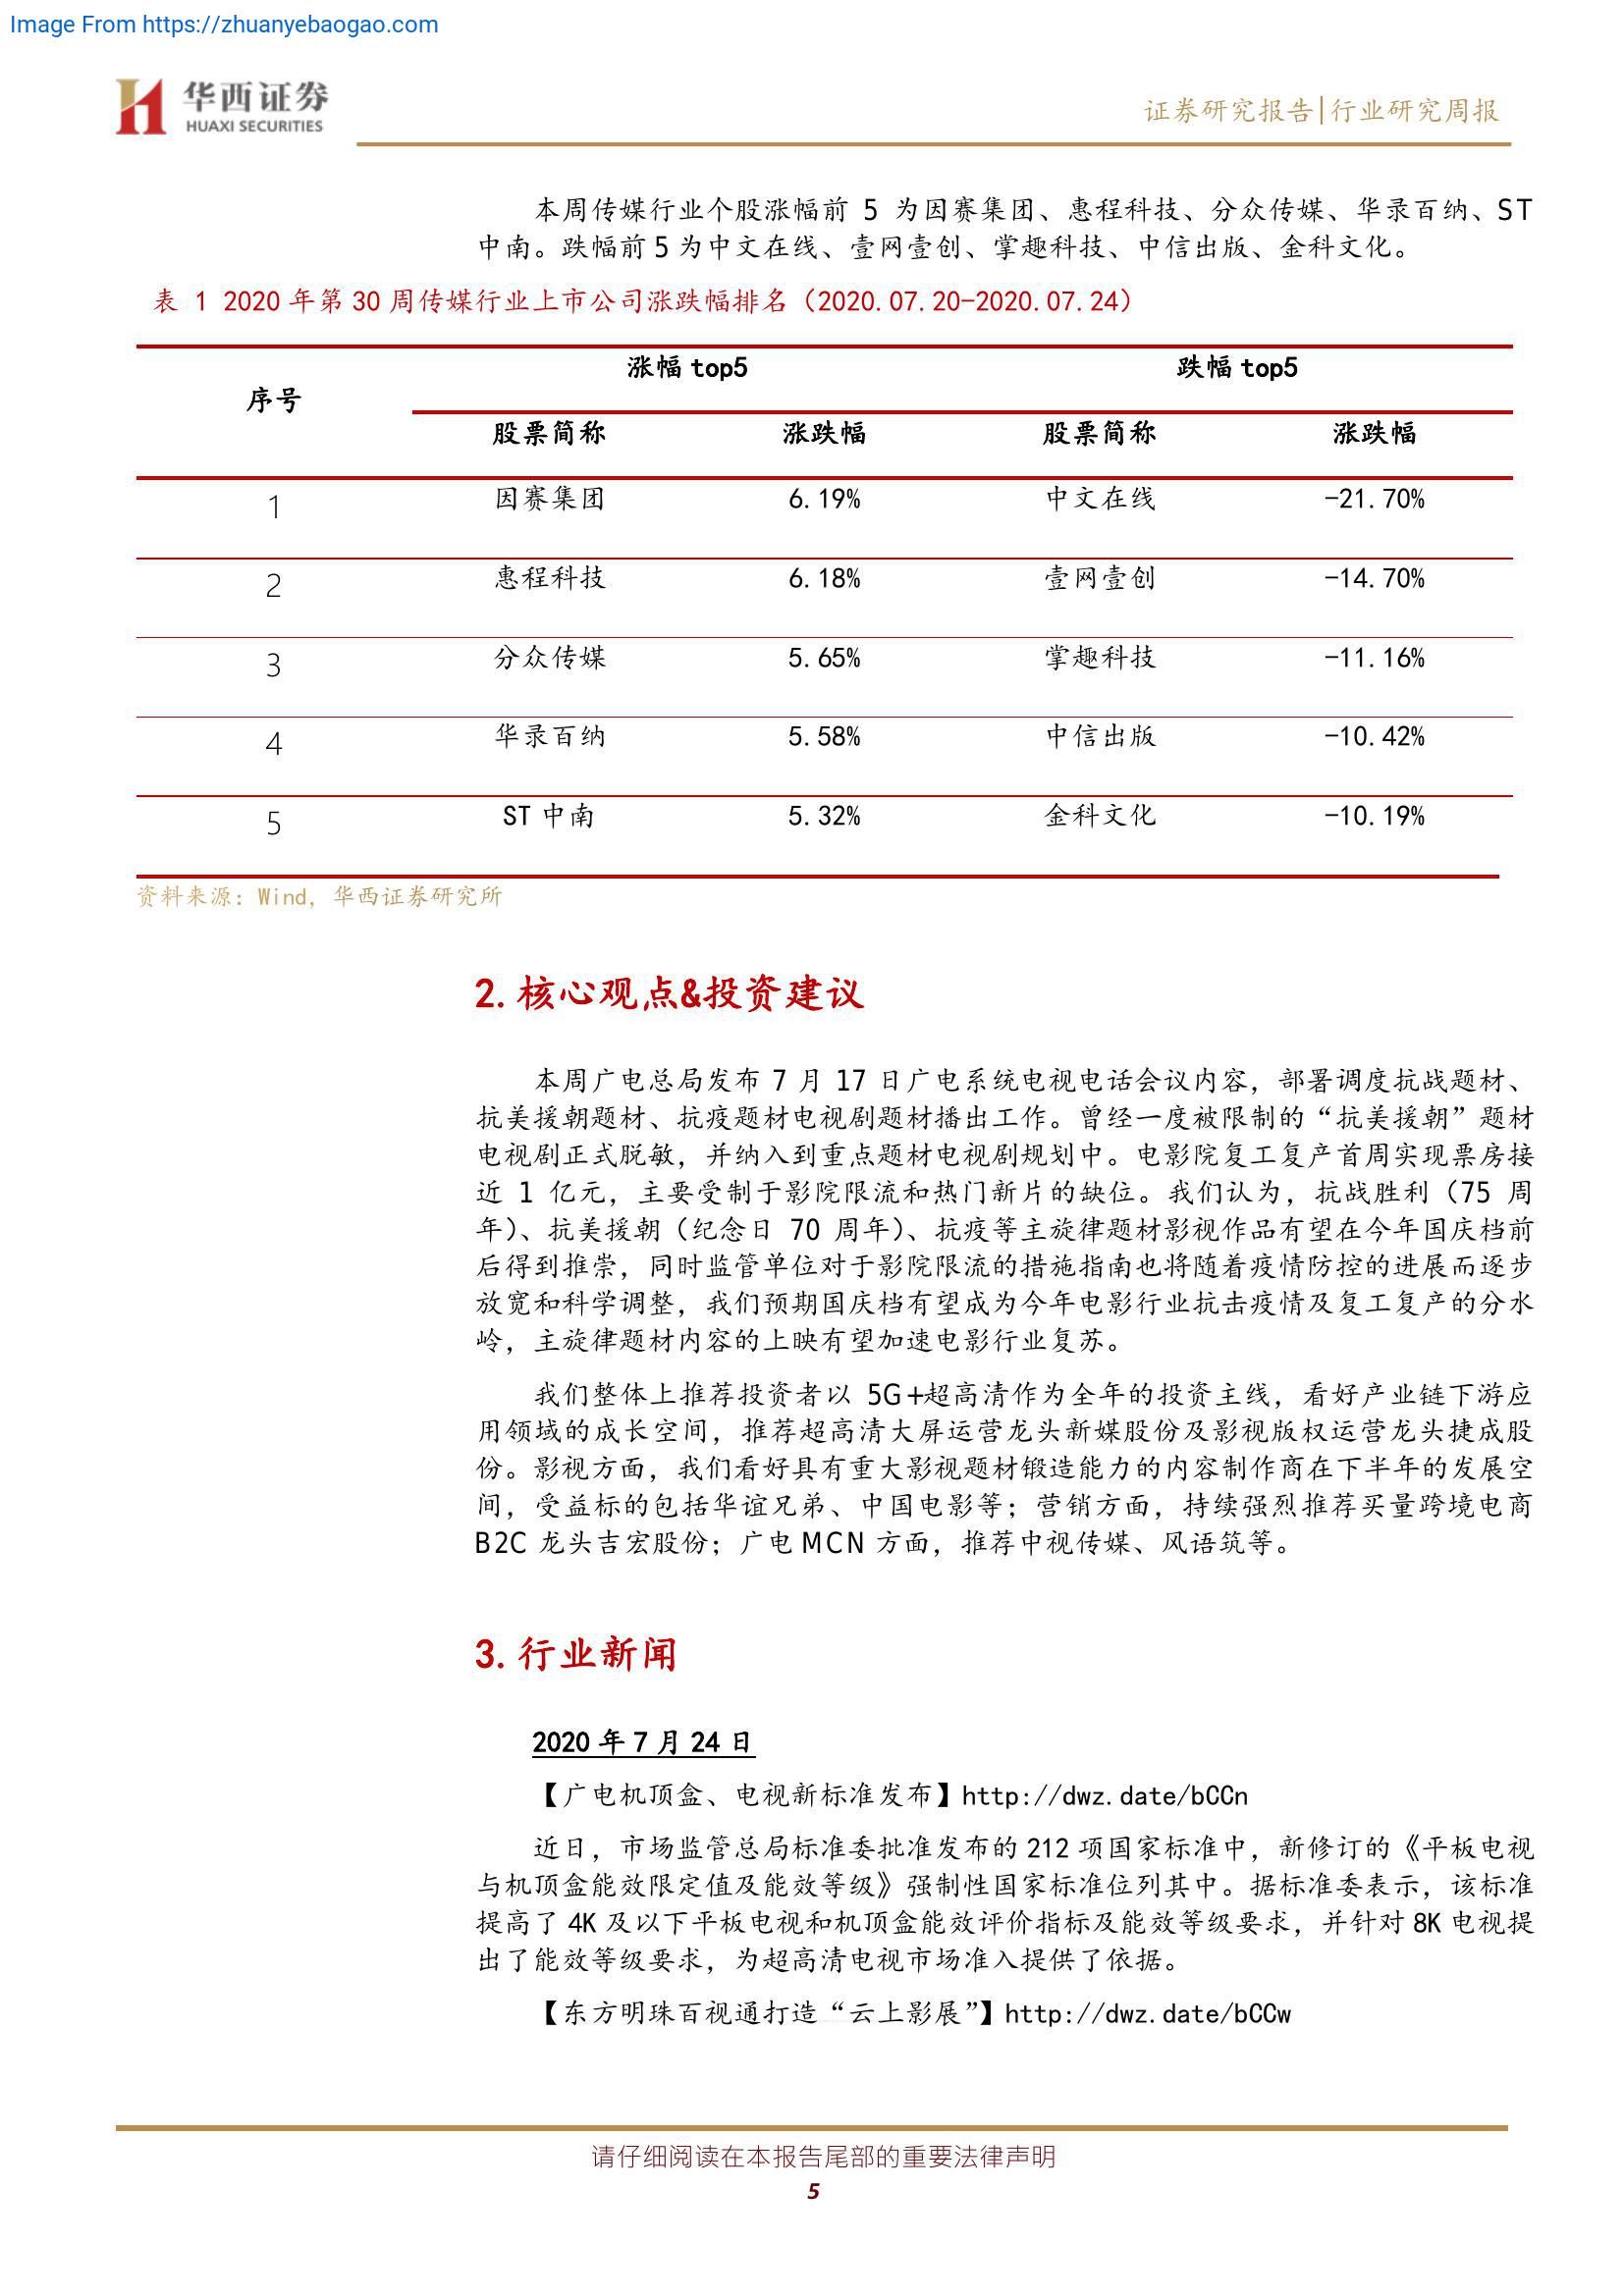 Image From https://zhuanyebaogao.com
华西证券
HUAXI SECURITIES
证券研究报告|行业研究周报
本周传媒行业个股涨幅前 5 为因赛集团、惠程科技、分众传媒、华录百纳、ST
中南。跌幅前 5 为中文在线、壹网壹创、掌趣科技、中信出版、金科文化。
表 1 2020 年第 30 周传媒行业上市公司涨跌幅排名（2020.07.20-2020.07.24）
序号 涨幅 top5 跌幅 top5
股票简称 涨跌幅 股票简称 涨跌幅
1 因赛集团 6.19% 中文在线 -21.70%
2 惠程科技 6.18% 壹网壹创 -14.70%
3 分众传媒 5.65% 掌趣科技 -11.16%
4 华录百纳 5.58% 中信出版 -10.42%
5 ST 中南 5.32% 金科文化 -10.19%
资料来源：Wind，华西证券研究所
2. 核心观点&投资建议
本周广电总局发布 7 月 17 日广电系统电视电话会议内容，部署调度抗战题材、
抗美援朝题材、抗疫题材电视剧题材播出工作。曾经一度被限制的“抗美援朝”题材
电视剧正式脱敏，并纳入到重点题材电视剧规划中。电影院复工复产首周实现票房接
近 1 亿元，主要受制于影院限流和热门新片的缺位。我们认为，抗战胜利（75 周
年）、抗美援朝（纪念日 70 周年）、抗疫等主旋律题材影视作品有望在今年国庆档前
后得到推崇，同时监管单位对于影院限流的措施指南也将随着疫情防控的进展而逐步
放宽和科学调整，我们预期国庆档有望成为今年电影行业抗击疫情及复工复产的分水
岭，主旋律题材内容的上映有望加速电影行业复苏。
我们整体上推荐投资者以 5G+超高清作为全年的投资主线，看好产业链下游应
用领域的成长空间，推荐超高清大屏运营龙头新媒股份及影视版权运营龙头捷成股
份。影视方面，我们看好具有重大影视题材锻造能力的内容制作商在下半年的发展空
间，受益标的包括华谊兄弟、中国电影等；营销方面，持续强烈推荐买量跨境电商
B2C 龙头吉宏股份；广电 MCN 方面，推荐中视传媒、风语筑等。
3. 行业新闻
2020 年 7 月 24 日
【广电机顶盒、电视新标准发布】http://dwz.date/bCCn
近日，市场监管总局标准委批准发布的 212 项国家标准中，新修订的《平板电视
与机顶盒能效限定值及能效等级》强制性国家标准位列其中。据标准委表示，该标准
提高了 4K 及以下平板电视和机顶盒能效评价指标及能效等级要求，并针对 8K 电视提
出了能效等级要求，为超高清电视市场准入提供了依据。
【东方明珠百视通打造“云上影展”】http://dwz.date/bCCw
请仔细阅读在本报告尾部的重要法律声明
5